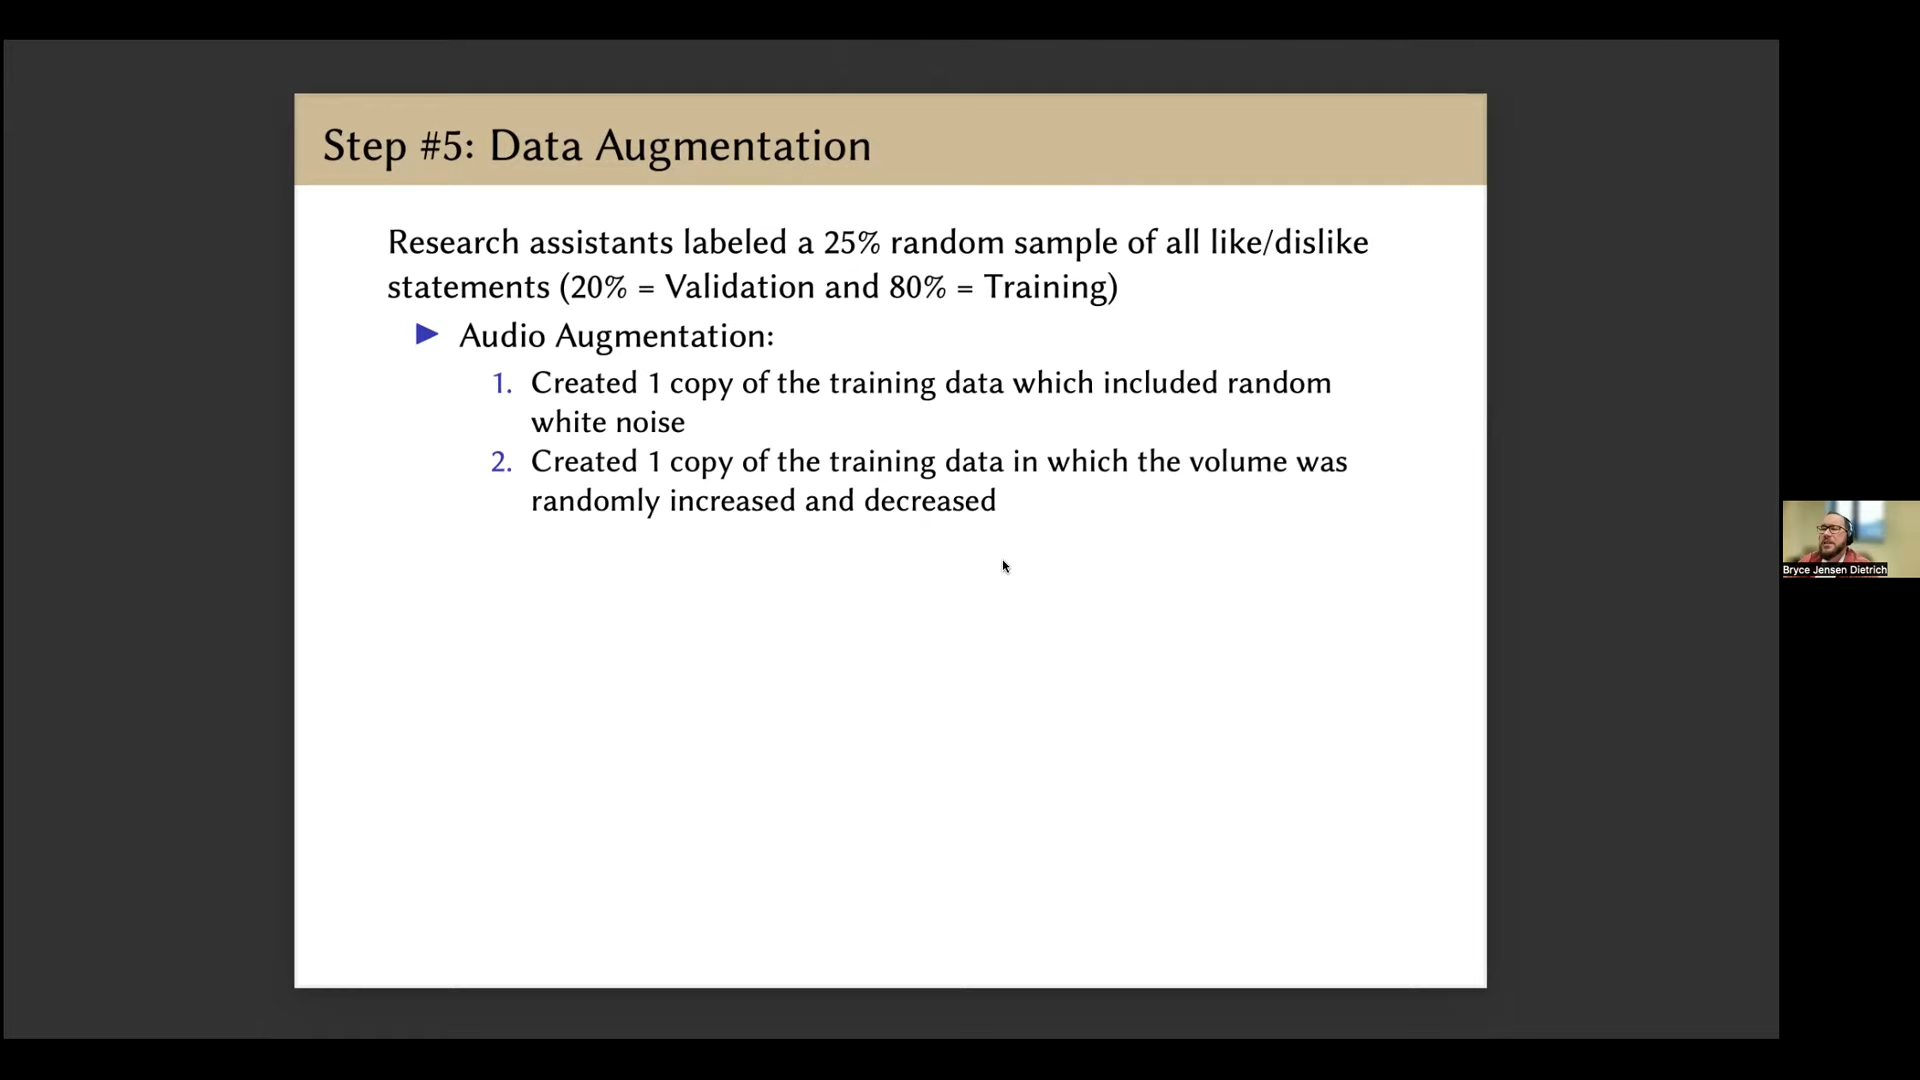 Step #5: Data Augmentation
Research assistants labeled a 25% random sample of all like/dislike
statements (20% = Validation and 80% = Training)
Audio Augmentation:
1. Created 1 copy of the training data which included random
white noise
2. Created 1 copy of the training data in which the volume was
randomly increased and decreased
Bryce Jensen Dietrich